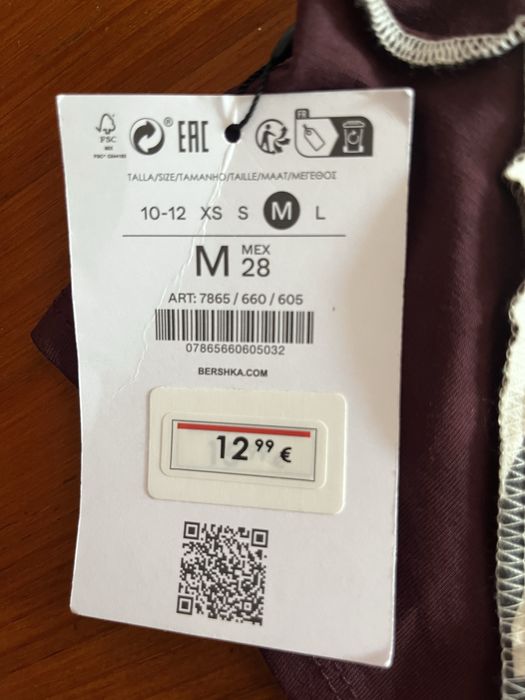 FSC
EAC
FR
TALLA/SIZE/TAMANHO/TAILLE/MAAT/ΜΕΓΕΘΟΣ
10-12 XS S M L
M MEX 28
ART: 7865 / 660 / 605
07865660605032
BERSHKA.COM
12 99 €